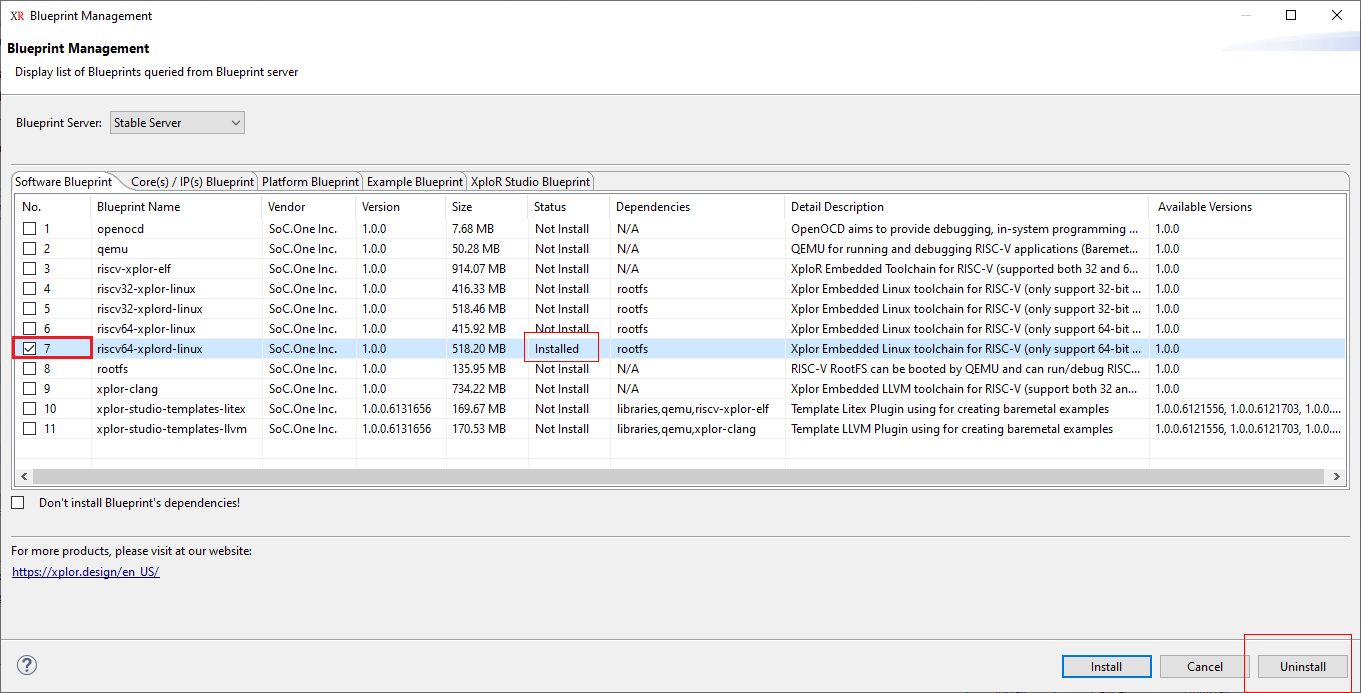 XR Blueprint Management
Blueprint Management
Display list of Blueprints queried from Blueprint server
Blueprint Server: Stable Server
Software Blueprint Core(s) / IP(s) Blueprint Platform Blueprint Example Blueprint XploR Studio Blueprint
No. Blueprint Name Vendor Version Size Status Dependencies Detail Description Available Versions
1 openocd SoC.One Inc. 1.0.0 7.68 MB Not Install N/A OpenOCD aims to provide debugging, in-system programming ... 1.0.0
2 qemu SoC.One Inc. 1.0.0 50.28 MB Not Install N/A QEMU for running and debugging RISC-V applications (Baremet... 1.0.0
3 riscv-xplor-elf SoC.One Inc. 1.0.0 914.07 MB Not Install N/A XploR Embedded Toolchain for RISC-V (supported both 32 and 6... 1.0.0
4 riscv32-xplor-linux SoC.One Inc. 1.0.0 416.33 MB Not Install rootfs Xplor Embedded Linux toolchain for RISC-V (only support 32-bit ... 1.0.0
5 riscv32-xplord-linux SoC.One Inc. 1.0.0 518.46 MB Not Install rootfs Xplor Embedded Linux toolchain for RISC-V (only support 32-bit ... 1.0.0
6 riscv64-xplor-linux SoC.One Inc. 1.0.0 415.92 MB Not Install rootfs Xplor Embedded Linux toolchain for RISC-V (only support 64-bit ... 1.0.0
7 riscv64-xplord-linux SoC.One Inc. 1.0.0 518.20 MB Installed rootfs Xplor Embedded Linux toolchain for RISC-V (only support 64-bit ... 1.0.0
8 rootfs SoC.One Inc. 1.0.0 135.95 MB Not Install N/A RISC-V RootFS can be booted by QEMU and can run/debug RISC... 1.0.0
9 xplor-clang SoC.One Inc. 1.0.0 734.22 MB Not Install N/A Xplor Embedded LLVM toolchain for RISC-V (support both 32 an... 1.0.0
10 xplor-studio-templates-litex SoC.One Inc. 1.0.0.6131656 169.67 MB Not Install libraries,qemu,riscv-xplor-elf Template Litex Plugin using for creating baremetal examples 1.0.0.6121556, 1.0.0.6121703, 1.0.0....
11 xplor-studio-templates-llvm SoC.One Inc. 1.0.0.6131656 170.53 MB Not Install libraries,qemu,xplor-clang Template LLVM Plugin using for creating baremetal examples 1.0.0.6121556, 1.0.0.6121703, 1.0.0....
Don't install Blueprint's dependencies!
For more products, please visit at our website:
https://xplor.design/en_US/
? Install Cancel Uninstall